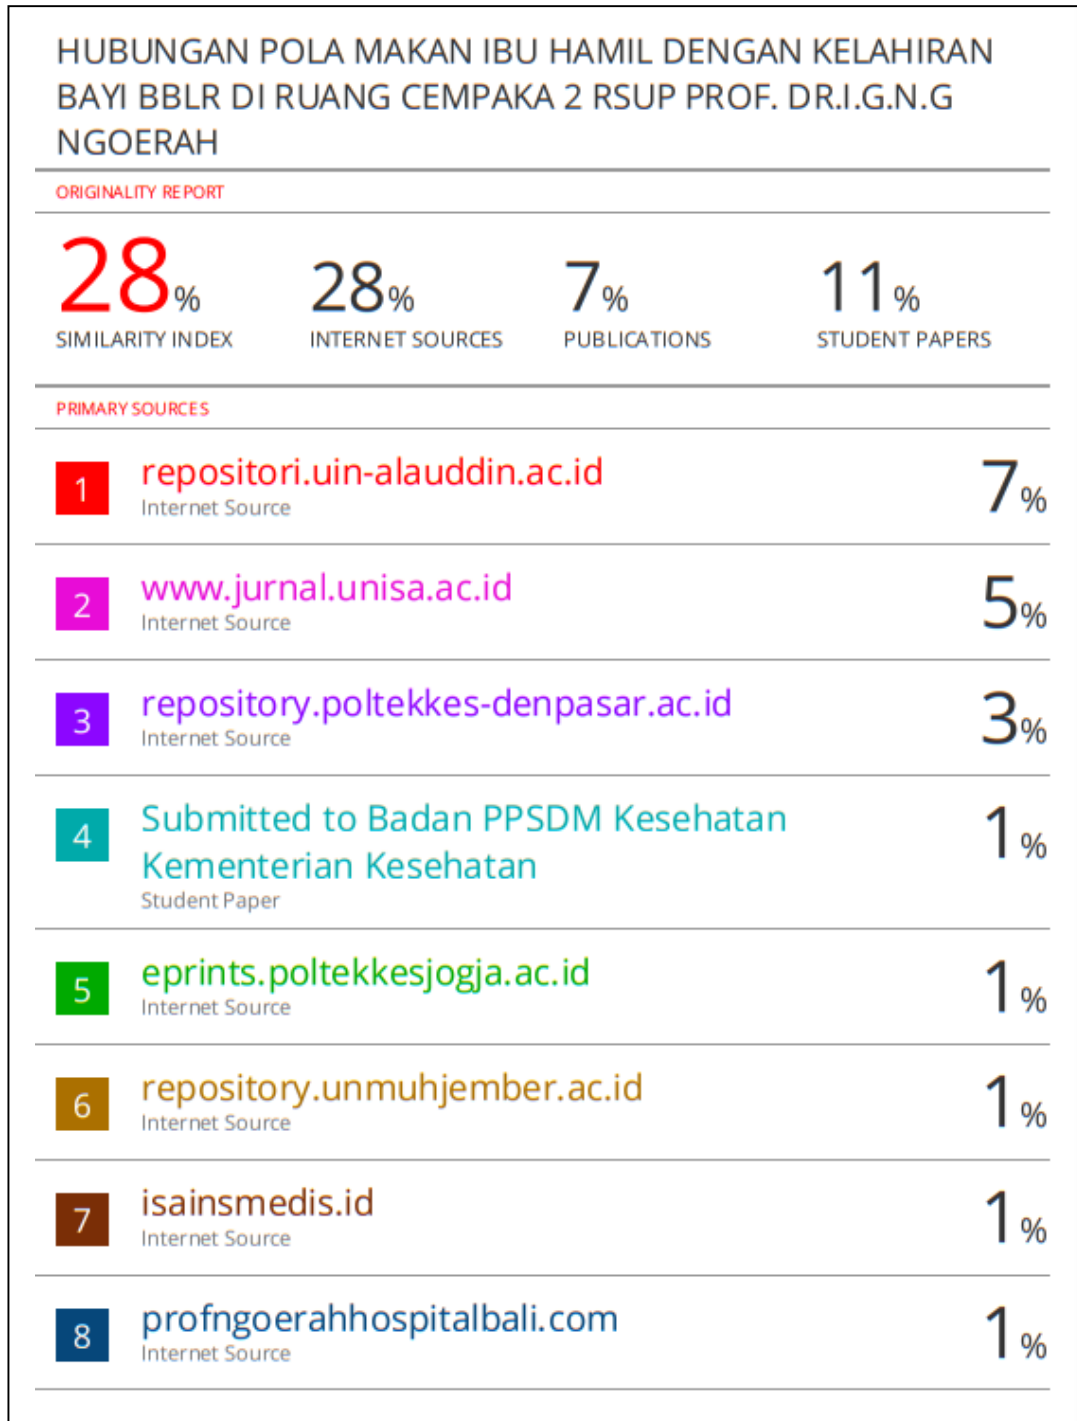 HUBUNGAN POLA MAKAN IBU HAMIL DENGAN KELAHIRAN
BAYI BBLR DI RUANG CEMPAKA 2 RSUP PROF. DR.I.G.N.G
NGOERAH
ORIGINALITY REPORT
28% 28% 7% 11%
SIMILARITY INDEX INTERNET SOURCES PUBLICATIONS STUDENT PAPERS
PRIMARY SOURCES
1 repositori.uin-alauddin.ac.id 7%
Internet Source
2 www.jurnal.unisa.ac.id 5%
Internet Source
3 repository.poltekkes-denpasar.ac.id 3%
Internet Source
4 Submitted to Badan PPSDM Kesehatan 1%
Kementerian Kesehatan
Student Paper
5 eprints.poltekkesjogja.ac.id 1%
Internet Source
6 repository.unmuhjember.ac.id 1%
Internet Source
7 isainsmedis.id 1%
Internet Source
8 profngoerahhospitalbali.com 1%
Internet Source